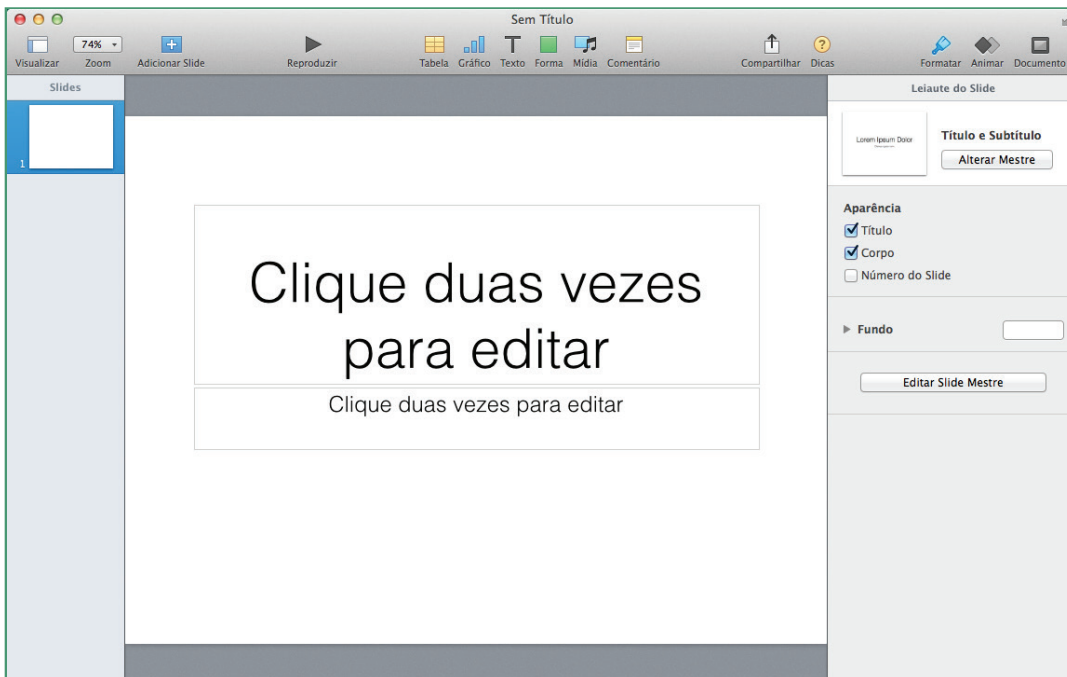 Sem Título
74%
Visualizar Zoom Adicionar Slide Reproduzir Tabela Gráfico Texto Forma Mídia Comentário Compartilhar Dicas Formatar Animar Documento
Slides
1
Clique duas vezes
para editar
Clique duas vezes para editar
Leiaute do Slide
Lorem Ipsum Dolor
Título e Subtítulo
Alterar Mestre
Aparência
Título
Corpo
Número do Slide
Fundo
Editar Slide Mestre